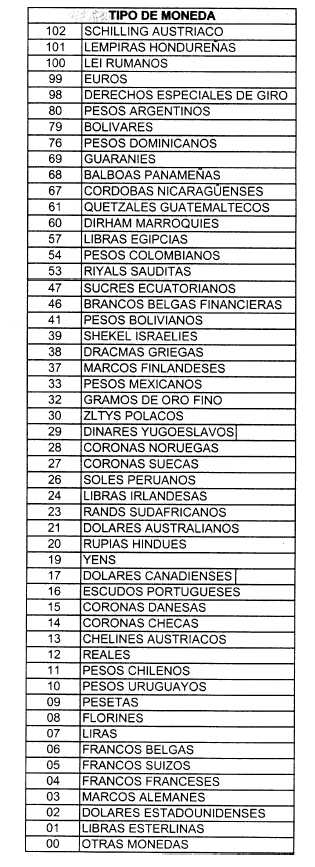 TIPO DE MONEDA
102 SCHILLING AUSTRIACO
101 LEMPIRAS HONDUREÑAS
100 LEI RUMANOS
99 EUROS
98 DERECHOS ESPECIALES DE GIRO
80 PESOS ARGENTINOS
79 BOLIVARES
76 PESOS DOMINICANOS
69 GUARANIES
68 BALBOAS PANAMEÑAS
67 CORDOBAS NICARAGÜENSES
61 QUETZALES GUATEMALTECOS
60 DIRHAM MARROQUIES
57 LIBRAS EGIPCIAS
54 PESOS COLOMBIANOS
53 RIYALS SAUDITAS
47 SUCRES ECUATORIANOS
46 BRANCOS BELGAS FINANCIERAS
41 PESOS BOLIVIANOS
39 SHEKEL ISRAELIES
38 DRACMAS GRIEGAS
37 MARCOS FINLANDESES
33 PESOS MEXICANOS
32 GRAMOS DE ORO FINO
30 ZLTYS POLACOS
29 DINARES YUGOESLAVOS
28 CORONAS NORUEGAS
27 CORONAS SUECAS
26 SOLES PERUANOS
24 LIBRAS IRLANDESAS
23 RANDS SUDAFRICANOS
21 DOLARES AUSTRALIANOS
20 RUPIAS HINDUES
19 YENS
17 DOLARES CANADIENSES
16 ESCUDOS PORTUGUESES
15 CORONAS DANESAS
14 CORONAS CHECAS
13 CHELINES AUSTRIACOS
12 REALES
11 PESOS CHILENOS
10 PESOS URUGUAYOS
09 PESETAS
08 FLORINES
07 LIRAS
06 FRANCOS BELGAS
05 FRANCOS SUIZOS
04 FRANCOS FRANCESES
03 MARCOS ALEMANES
02 DOLARES ESTADOUNIDENSES
01 LIBRAS ESTERLINAS
00 OTRAS MONEDAS